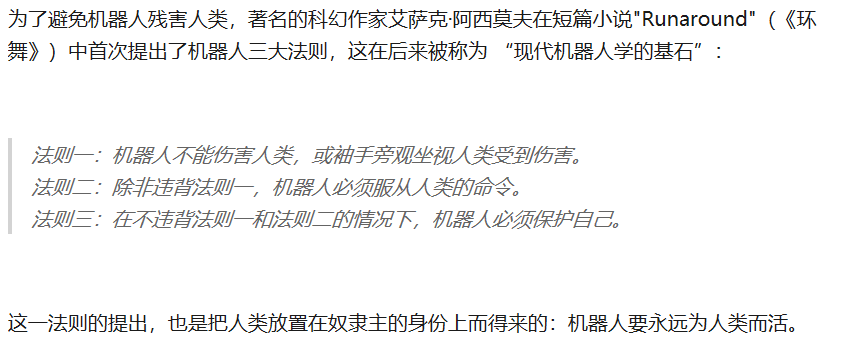 为了避免机器人残害人类，著名的科幻作家艾萨克·阿西莫夫在短篇小说"Runaround"（《环
舞》）中首次提出了机器人三大法则，这在后来被称为 “现代机器人学的基石”：
法则一：机器人不能伤害人类，或袖手旁观坐视人类受到伤害。
法则二：除非违背法则一，机器人必须服从人类的命令。
法则三：在不违背法则一和法则二的情况下，机器人必须保护自己。
这一法则的提出，也是把人类放置在奴隶主的身份上而得来的：机器人要永远为人类而活。